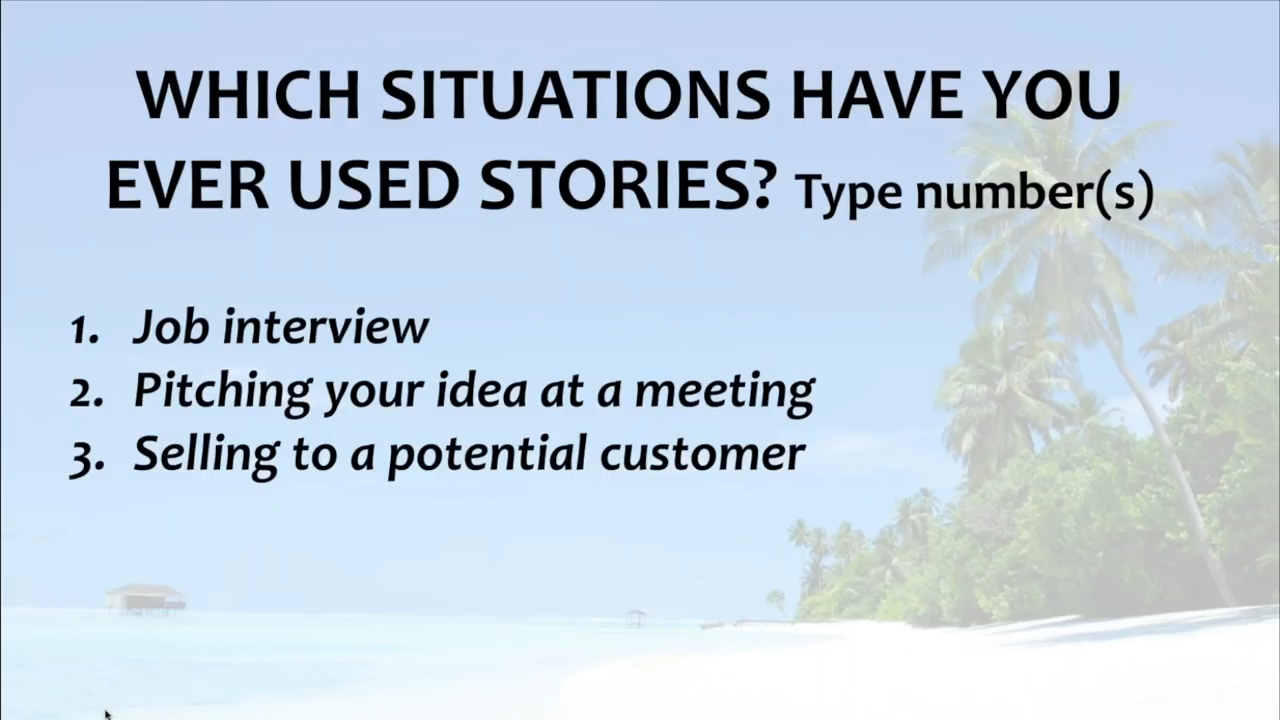 WHICH SITUATIONS HAVE YOU
EVER USED STORIES? Type number(s)
1. Job interview
2. Pitching your idea at a meeting
3. Selling to a potential customer